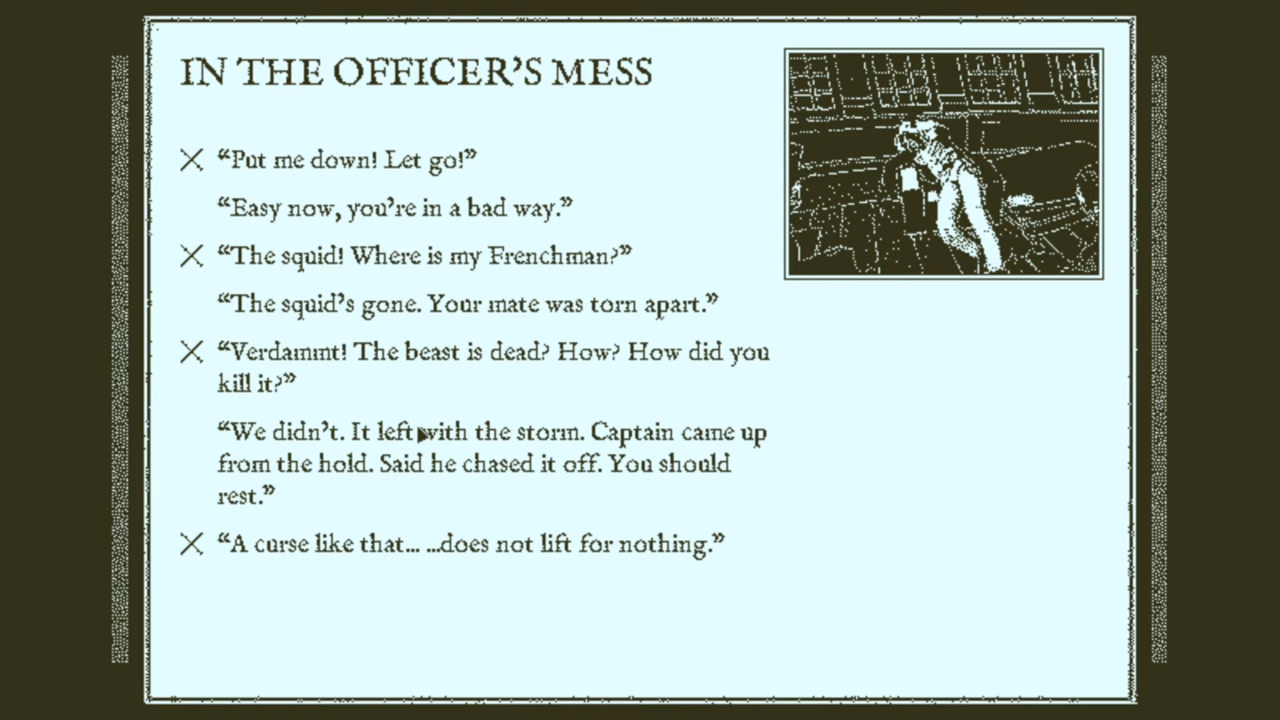 IN THE OFFICER'S MESS
"Put me down! Let go!"
"Easy now, you're in a bad way."
"The squid! Where is my Frenchman?"
"The squid's gone. Your mate was torn apart."
"Verdammt! The beast is dead? How? How did you
kill it?"
"We didn't. It left with the storm. Captain came up
from the hold. Said he chased it off. You should
rest."
"A curse like that... ...does not lift for nothing."